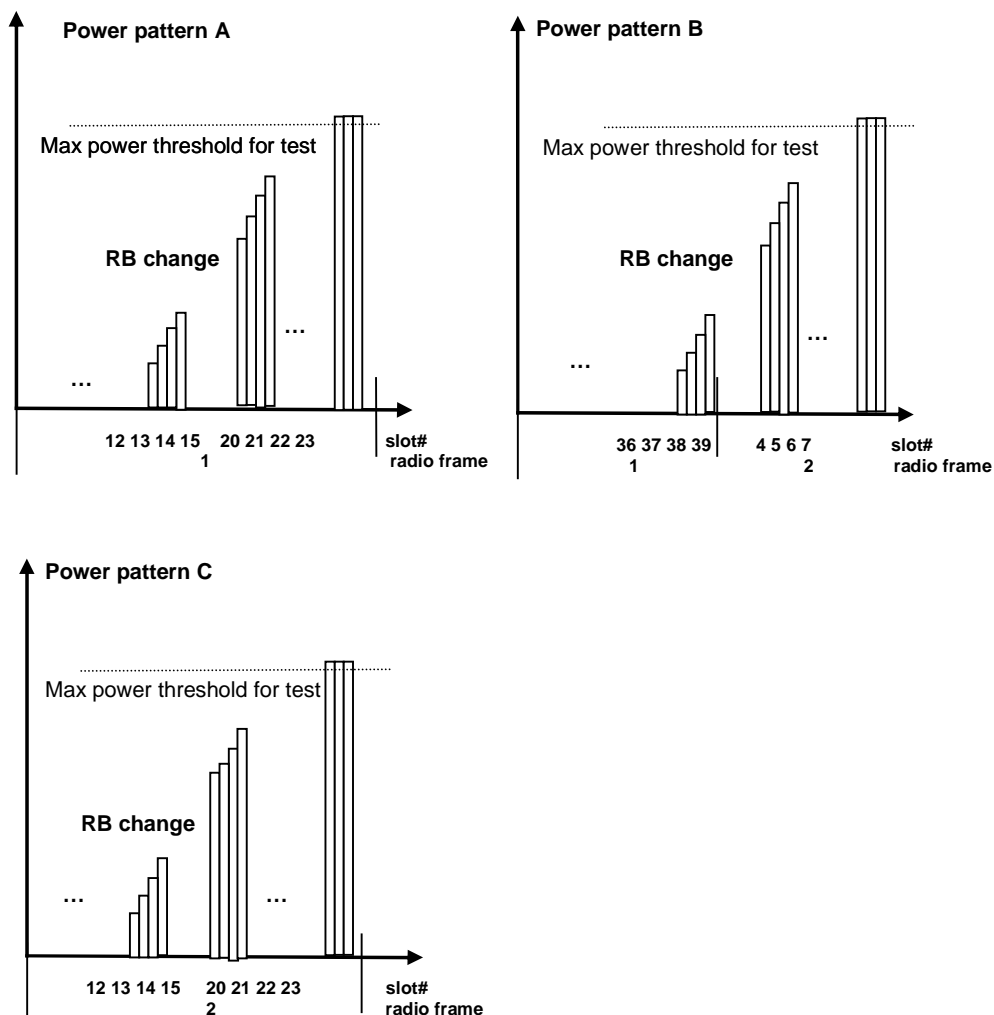 Power pattern A
Max power threshold for test
RB change
...
...
12 13 14 15 20 21 22 23 slot#
1 radio frame
Power pattern B
Max power threshold for test
RB change
...
...
36 37 38 39 4 5 6 7 slot#
1 2 radio frame
Power pattern C
Max power threshold for test
RB change
...
...
12 13 14 15 20 21 22 23 slot#
2 radio frame